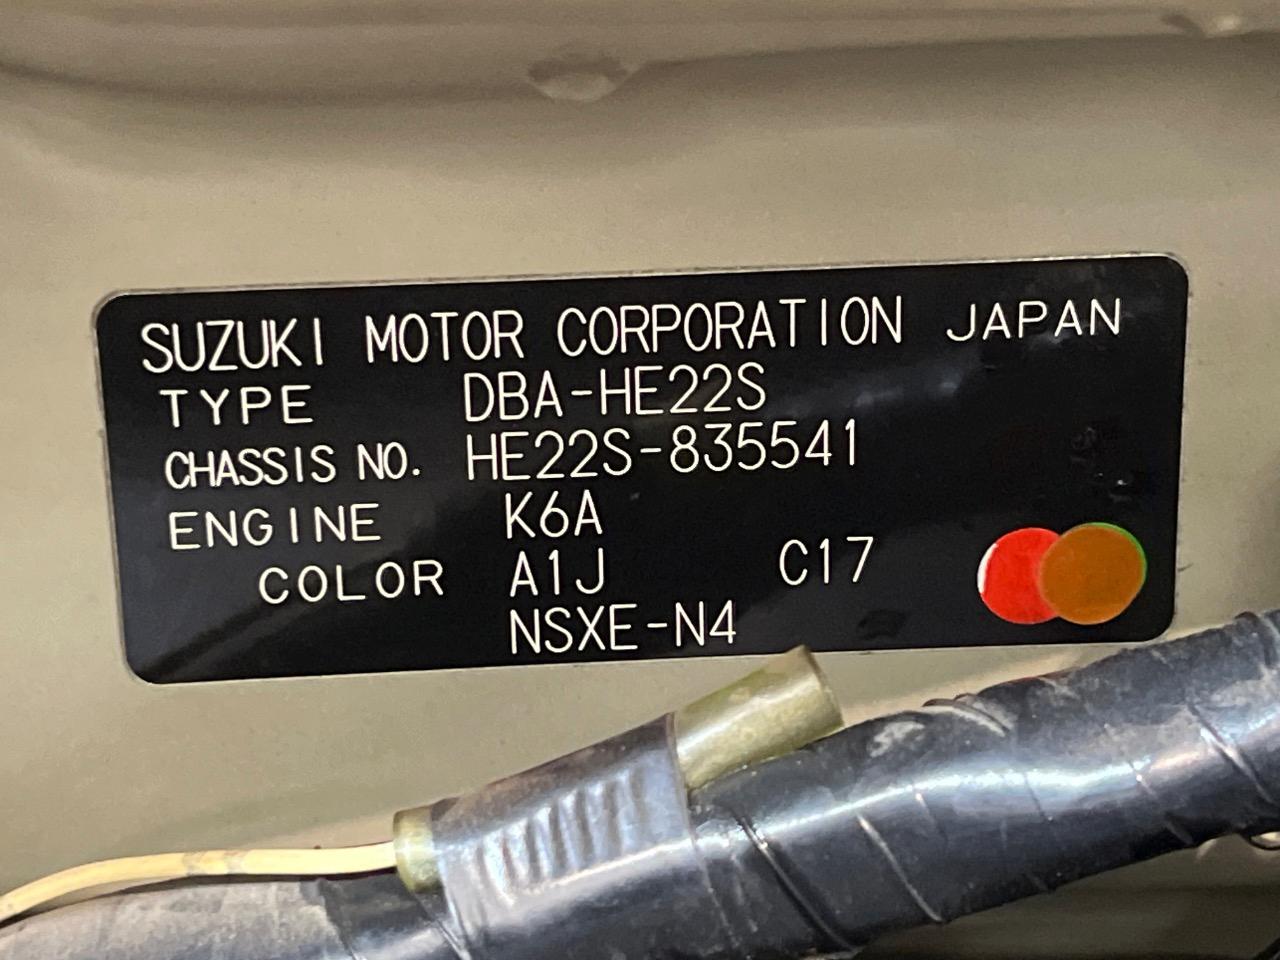 SUZUKI MOTOR CORPORATION JAPAN
TYPE DBA-HE22S
CHASSIS NO. HE22S-835541
ENGINE K6A
COLOR A1J C17
NSXE-N4